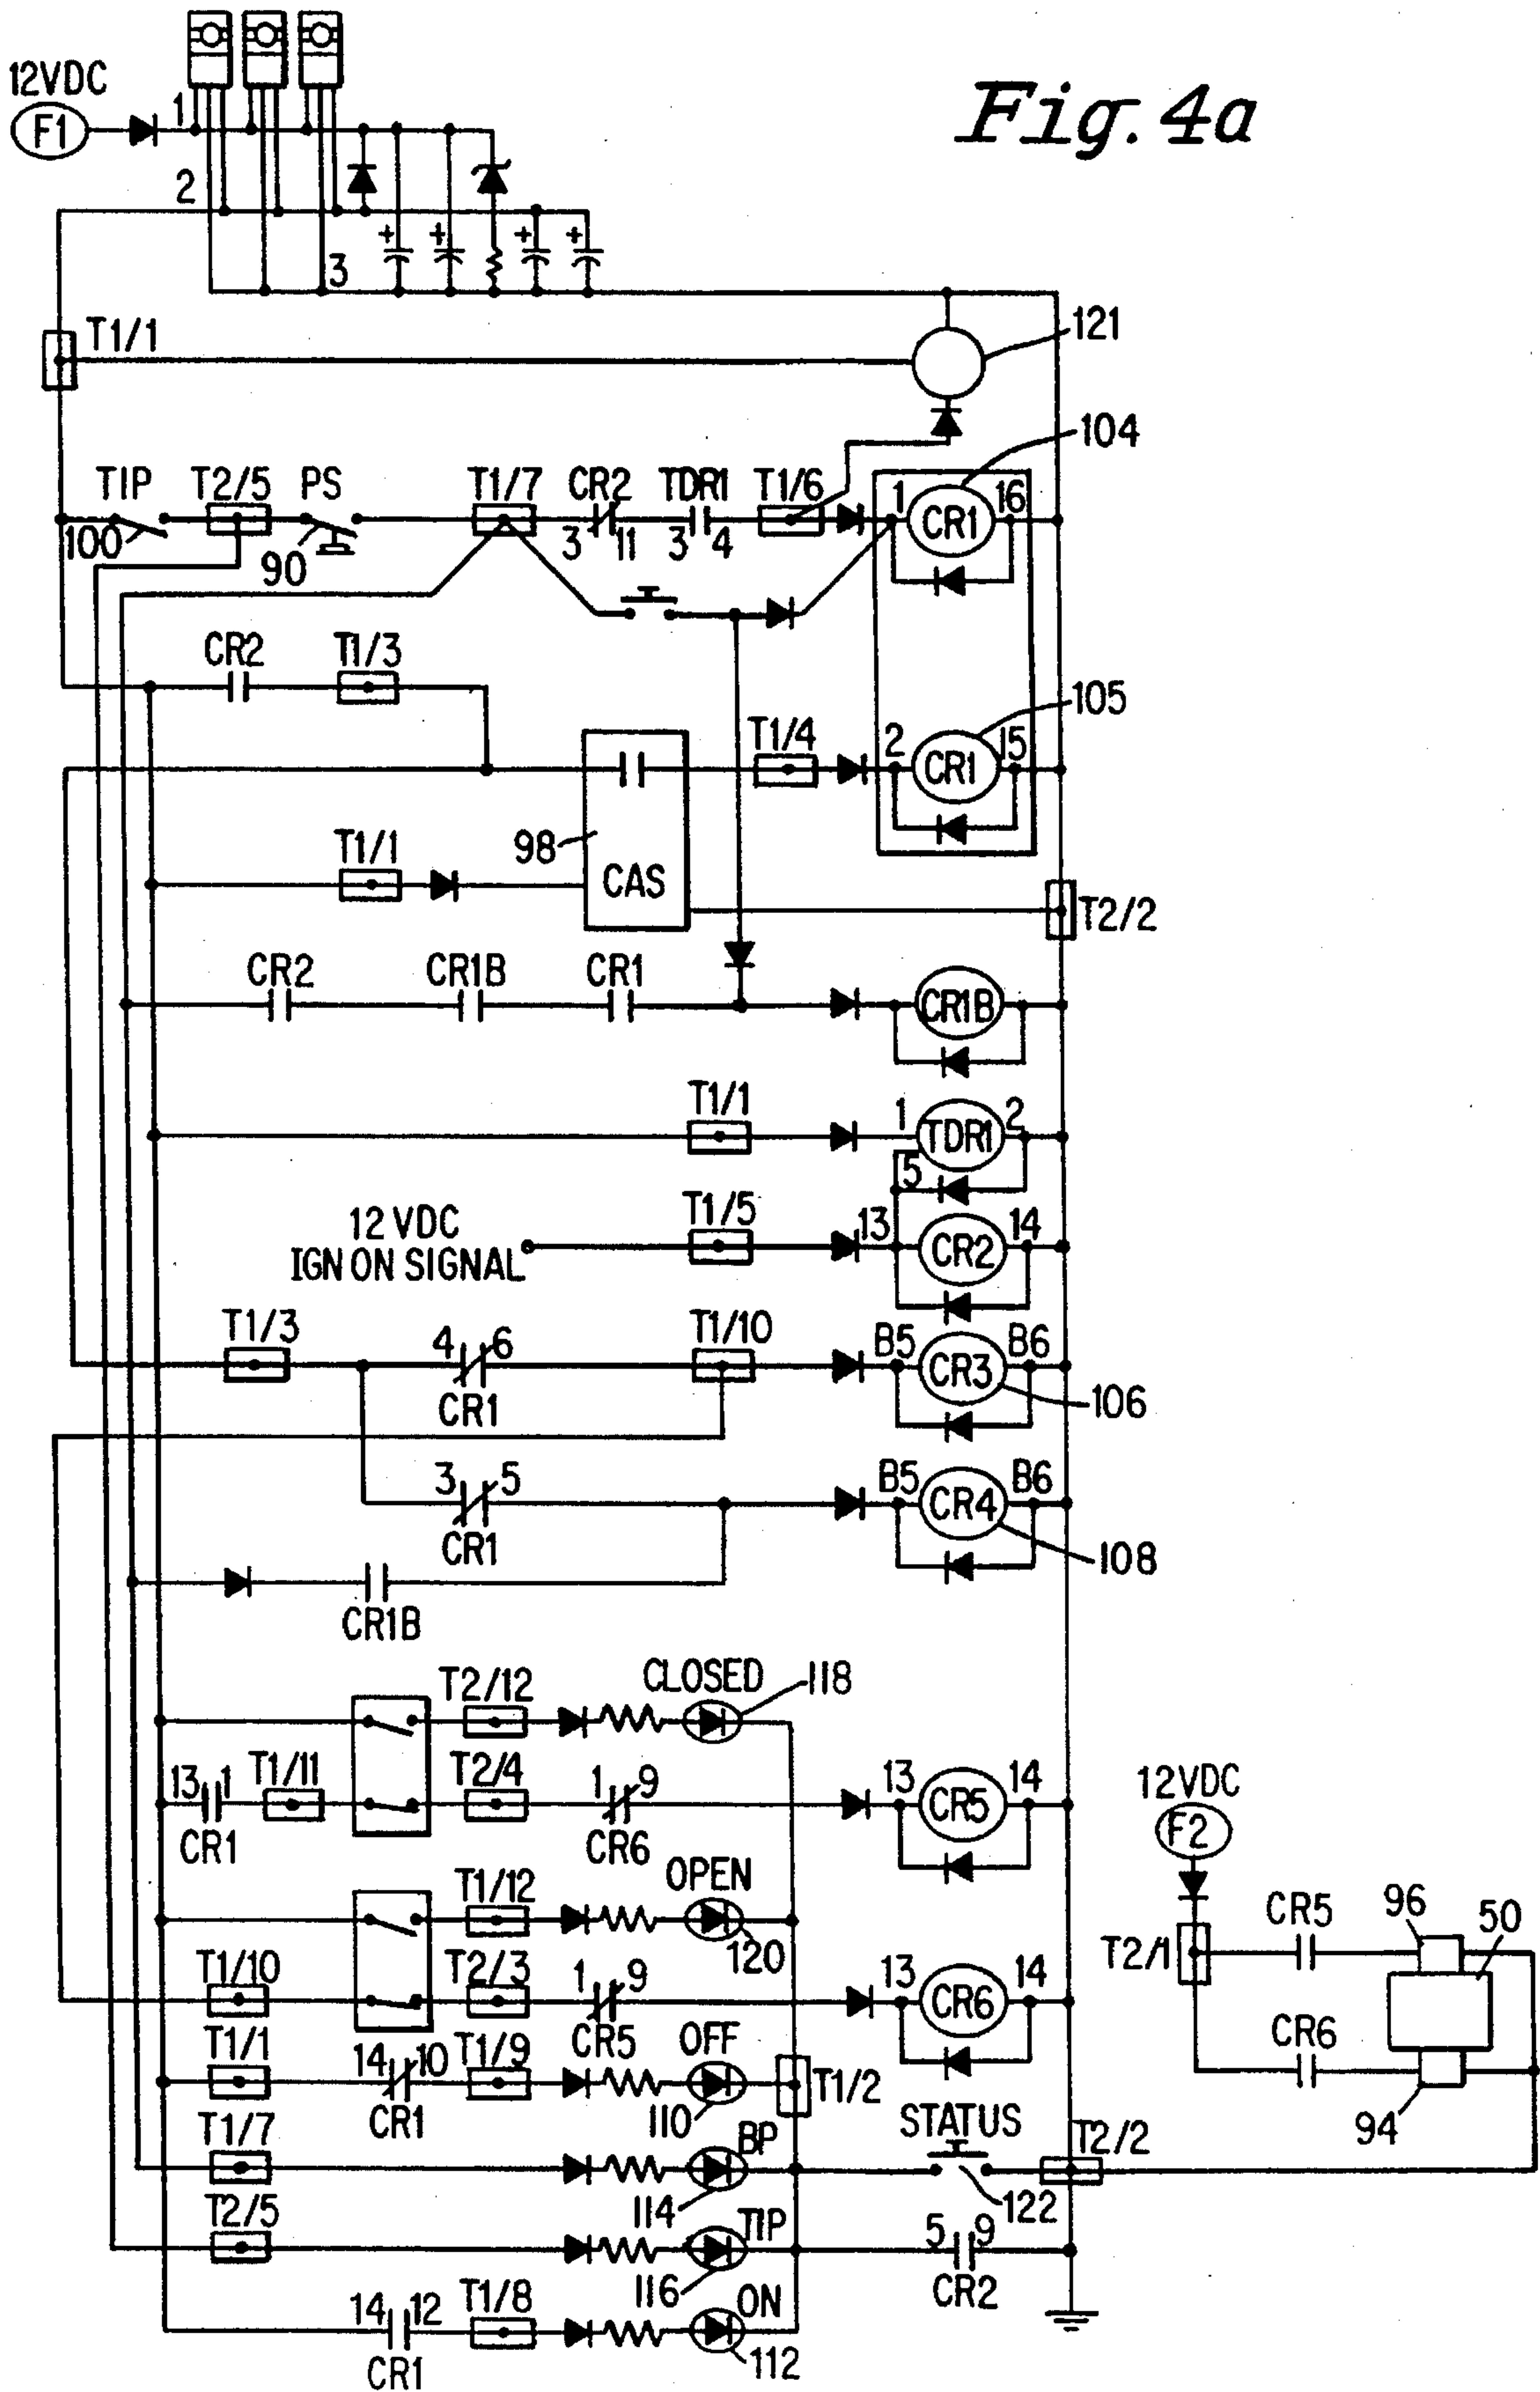 Fig. 4a
12VDC
F1
1
2
3
+ + + +
T1/1
121
104
TIP T2/5 PS T1/7 CR2 TDR1 T1/6 1 CR1 16
100 90 3 11 3 4
CR2 T1/3
105
T1/4 2 CR1 15
98 CAS
T1/1
T2/2
CR2 CR1B CR1 CR1B
T1/1 1 TDR1 2
5
12 VDC
IGN ON SIGNAL
T1/5 13 CR2 14
T1/3 4 6 T1/10 B5 CR3 B6
CR1 106
3 5 B5 CR4 B6
CR1 108
CR1B
T2/12 CLOSED 118
13 1 T1/11 T2/4 1 9 13 CR5 14
CR1 CR6
12VDC
F2
T1/12 OPEN
120
CR5 96 50
T2/1
T1/10 T2/3 1 9 13 CR6 14
CR5
CR6
94
T1/1 14 10 T1/9 OFF
CR1 110 T1/2
T1/7 BP STATUS T2/2
114 122
T2/5 TIP 5 9
116 CR2
14 12 T1/8 ON
CR1 112